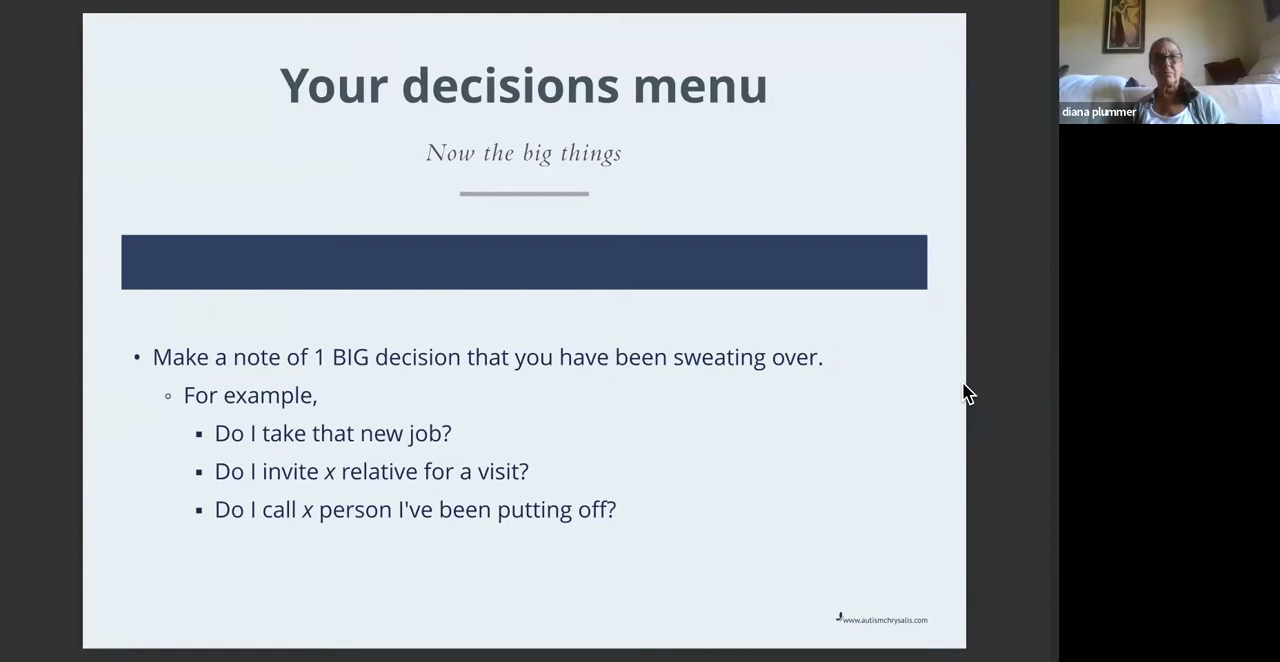 Your decisions menu
Now the big things
• Make a note of 1 BIG decision that you have been sweating over.
◦ For example,
▪ Do I take that new job?
▪ Do I invite x relative for a visit?
▪ Do I call x person I've been putting off?
www.autismchrysalis.com
diana plummer